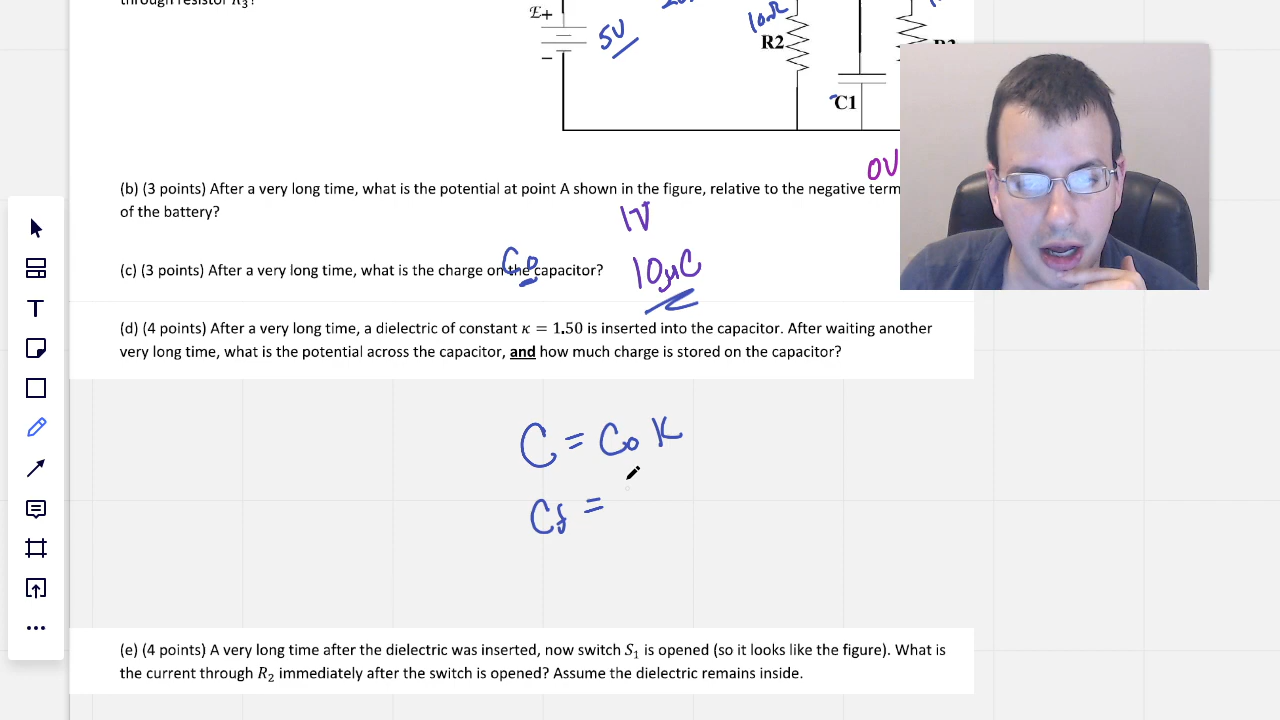 through resistor R₃?
ℰ+
5V
10Ω
R2
C1
−
0V
(b) (3 points) After a very long time, what is the potential at point A shown in the figure, relative to the negative term
of the battery?
1V
C₀
(c) (3 points) After a very long time, what is the charge on the capacitor?
10μC
(d) (4 points) After a very long time, a dielectric of constant κ = 1.50 is inserted into the capacitor. After waiting another
very long time, what is the potential across the capacitor, and how much charge is stored on the capacitor?
C = C₀ K
Cf =
(e) (4 points) A very long time after the dielectric was inserted, now switch S₁ is opened (so it looks like the figure). What is
the current through R₂ immediately after the switch is opened? Assume the dielectric remains inside.
T